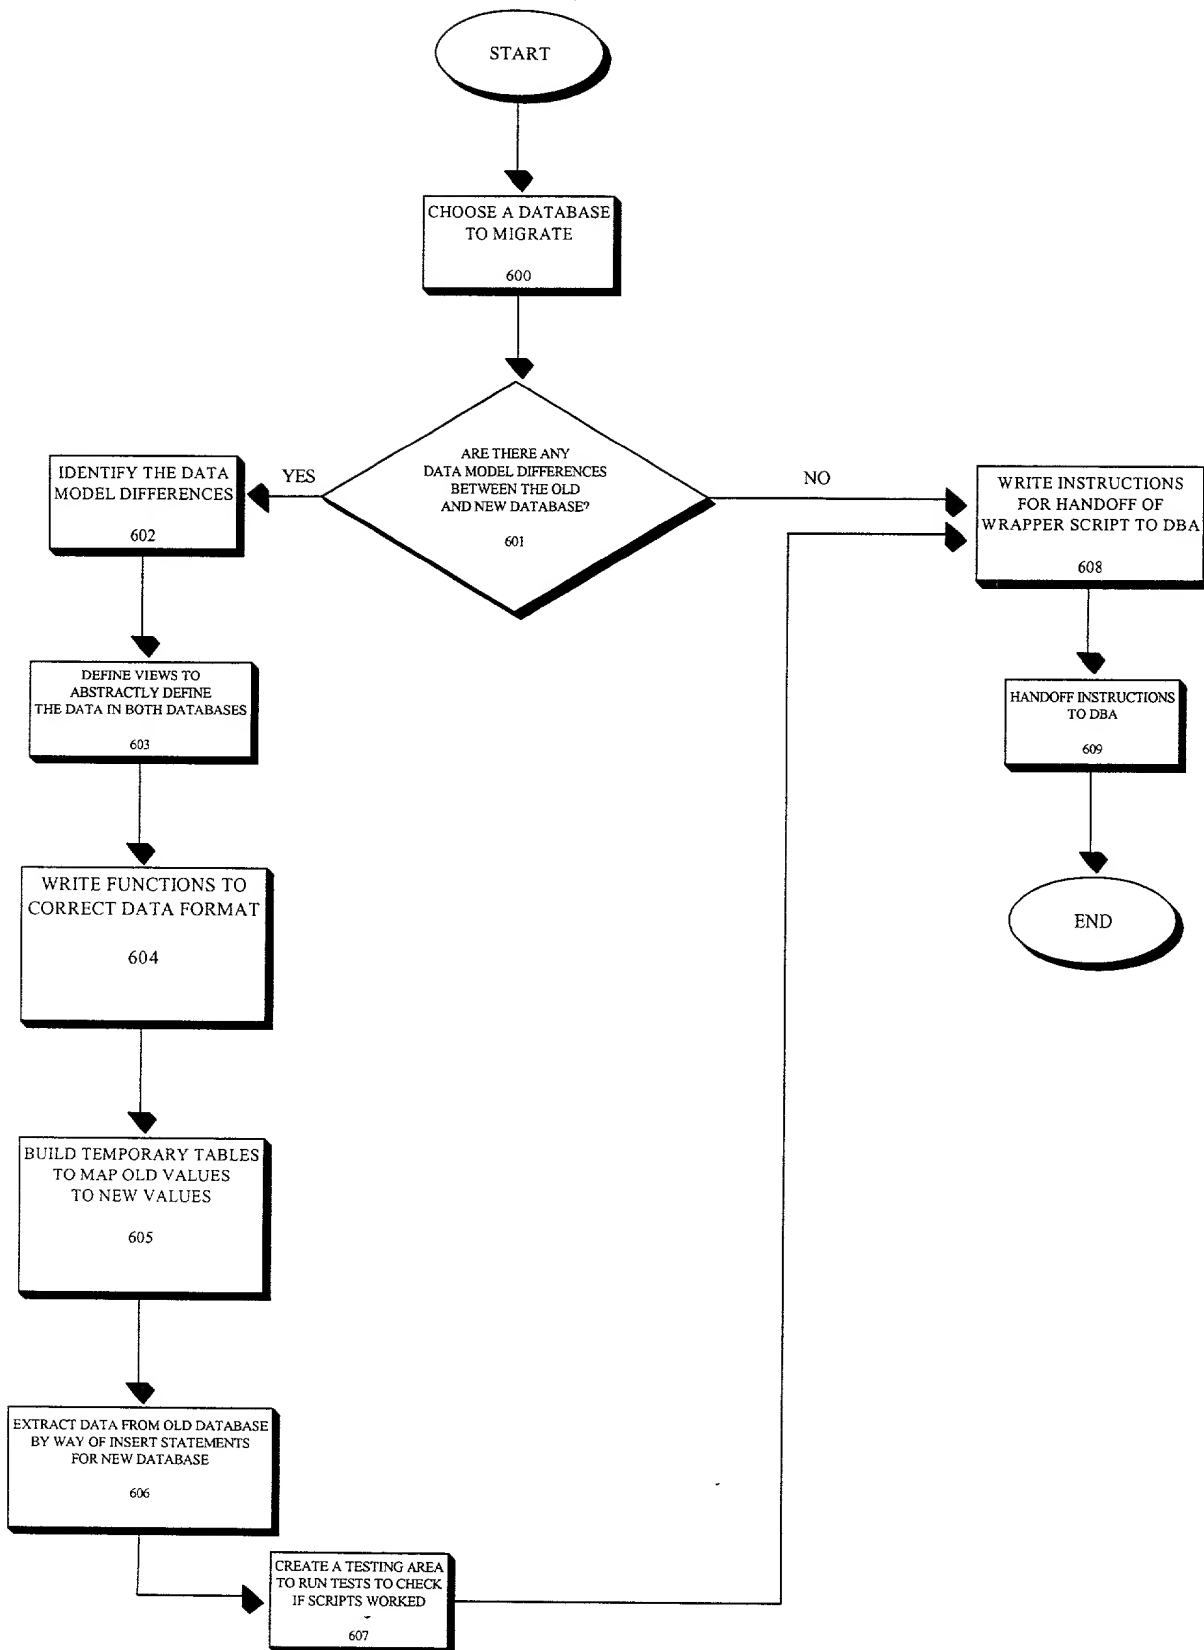 START
CHOOSE A DATABASE
TO MIGRATE
600
ARE THERE ANY
DATA MODEL DIFFERENCES
BETWEEN THE OLD
AND NEW DATABASE?
601
YES
NO
IDENTIFY THE DATA
MODEL DIFFERENCES
602
DEFINE VIEWS TO
ABSTRACTLY DEFINE
THE DATA IN BOTH DATABASES
603
WRITE FUNCTIONS TO
CORRECT DATA FORMAT
604
BUILD TEMPORARY TABLES
TO MAP OLD VALUES
TO NEW VALUES
605
EXTRACT DATA FROM OLD DATABASE
BY WAY OF INSERT STATEMENTS
FOR NEW DATABASE
606
CREATE A TESTING AREA
TO RUN TESTS TO CHECK
IF SCRIPTS WORKED
607
WRITE INSTRUCTIONS
FOR HANDOFF OF
WRAPPER SCRIPT TO DBA
608
HANDOFF INSTRUCTIONS
TO DBA
609
END